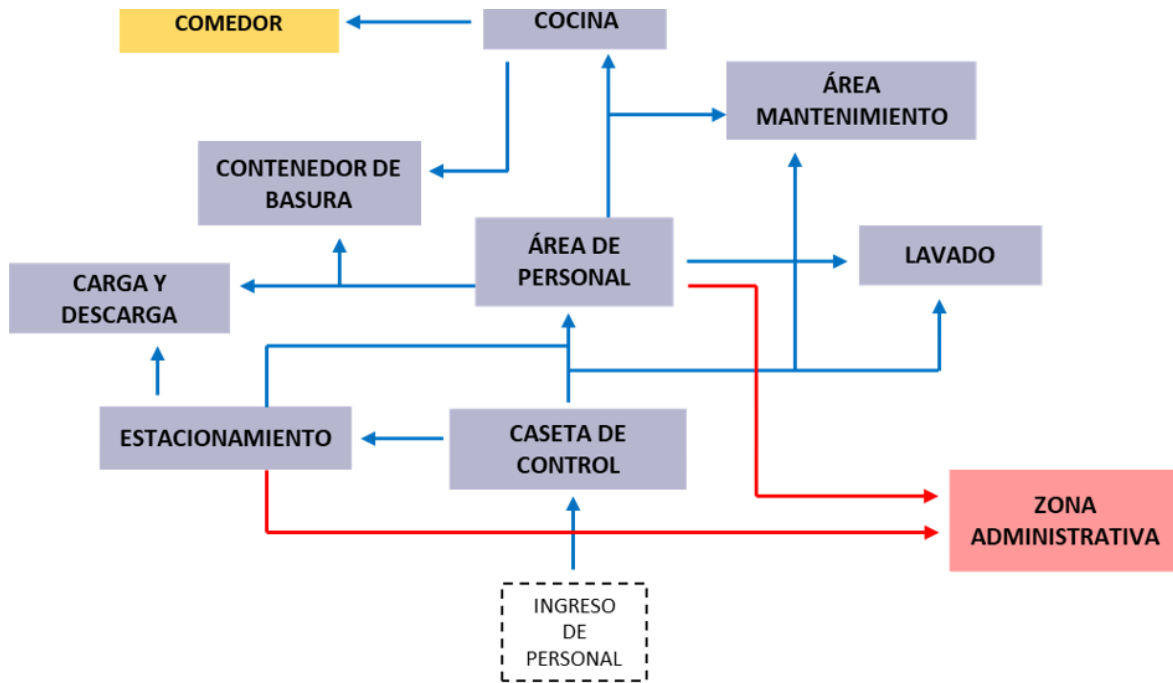 COMEDOR
COCINA
ÁREA
MANTENIMIENTO
CONTENEDOR DE
BASURA
ÁREA DE
PERSONAL
LAVADO
CARGA Y
DESCARGA
ESTACIONAMIENTO
CASETA DE
CONTROL
ZONA
ADMINISTRATIVA
INGRESO
DE
PERSONAL